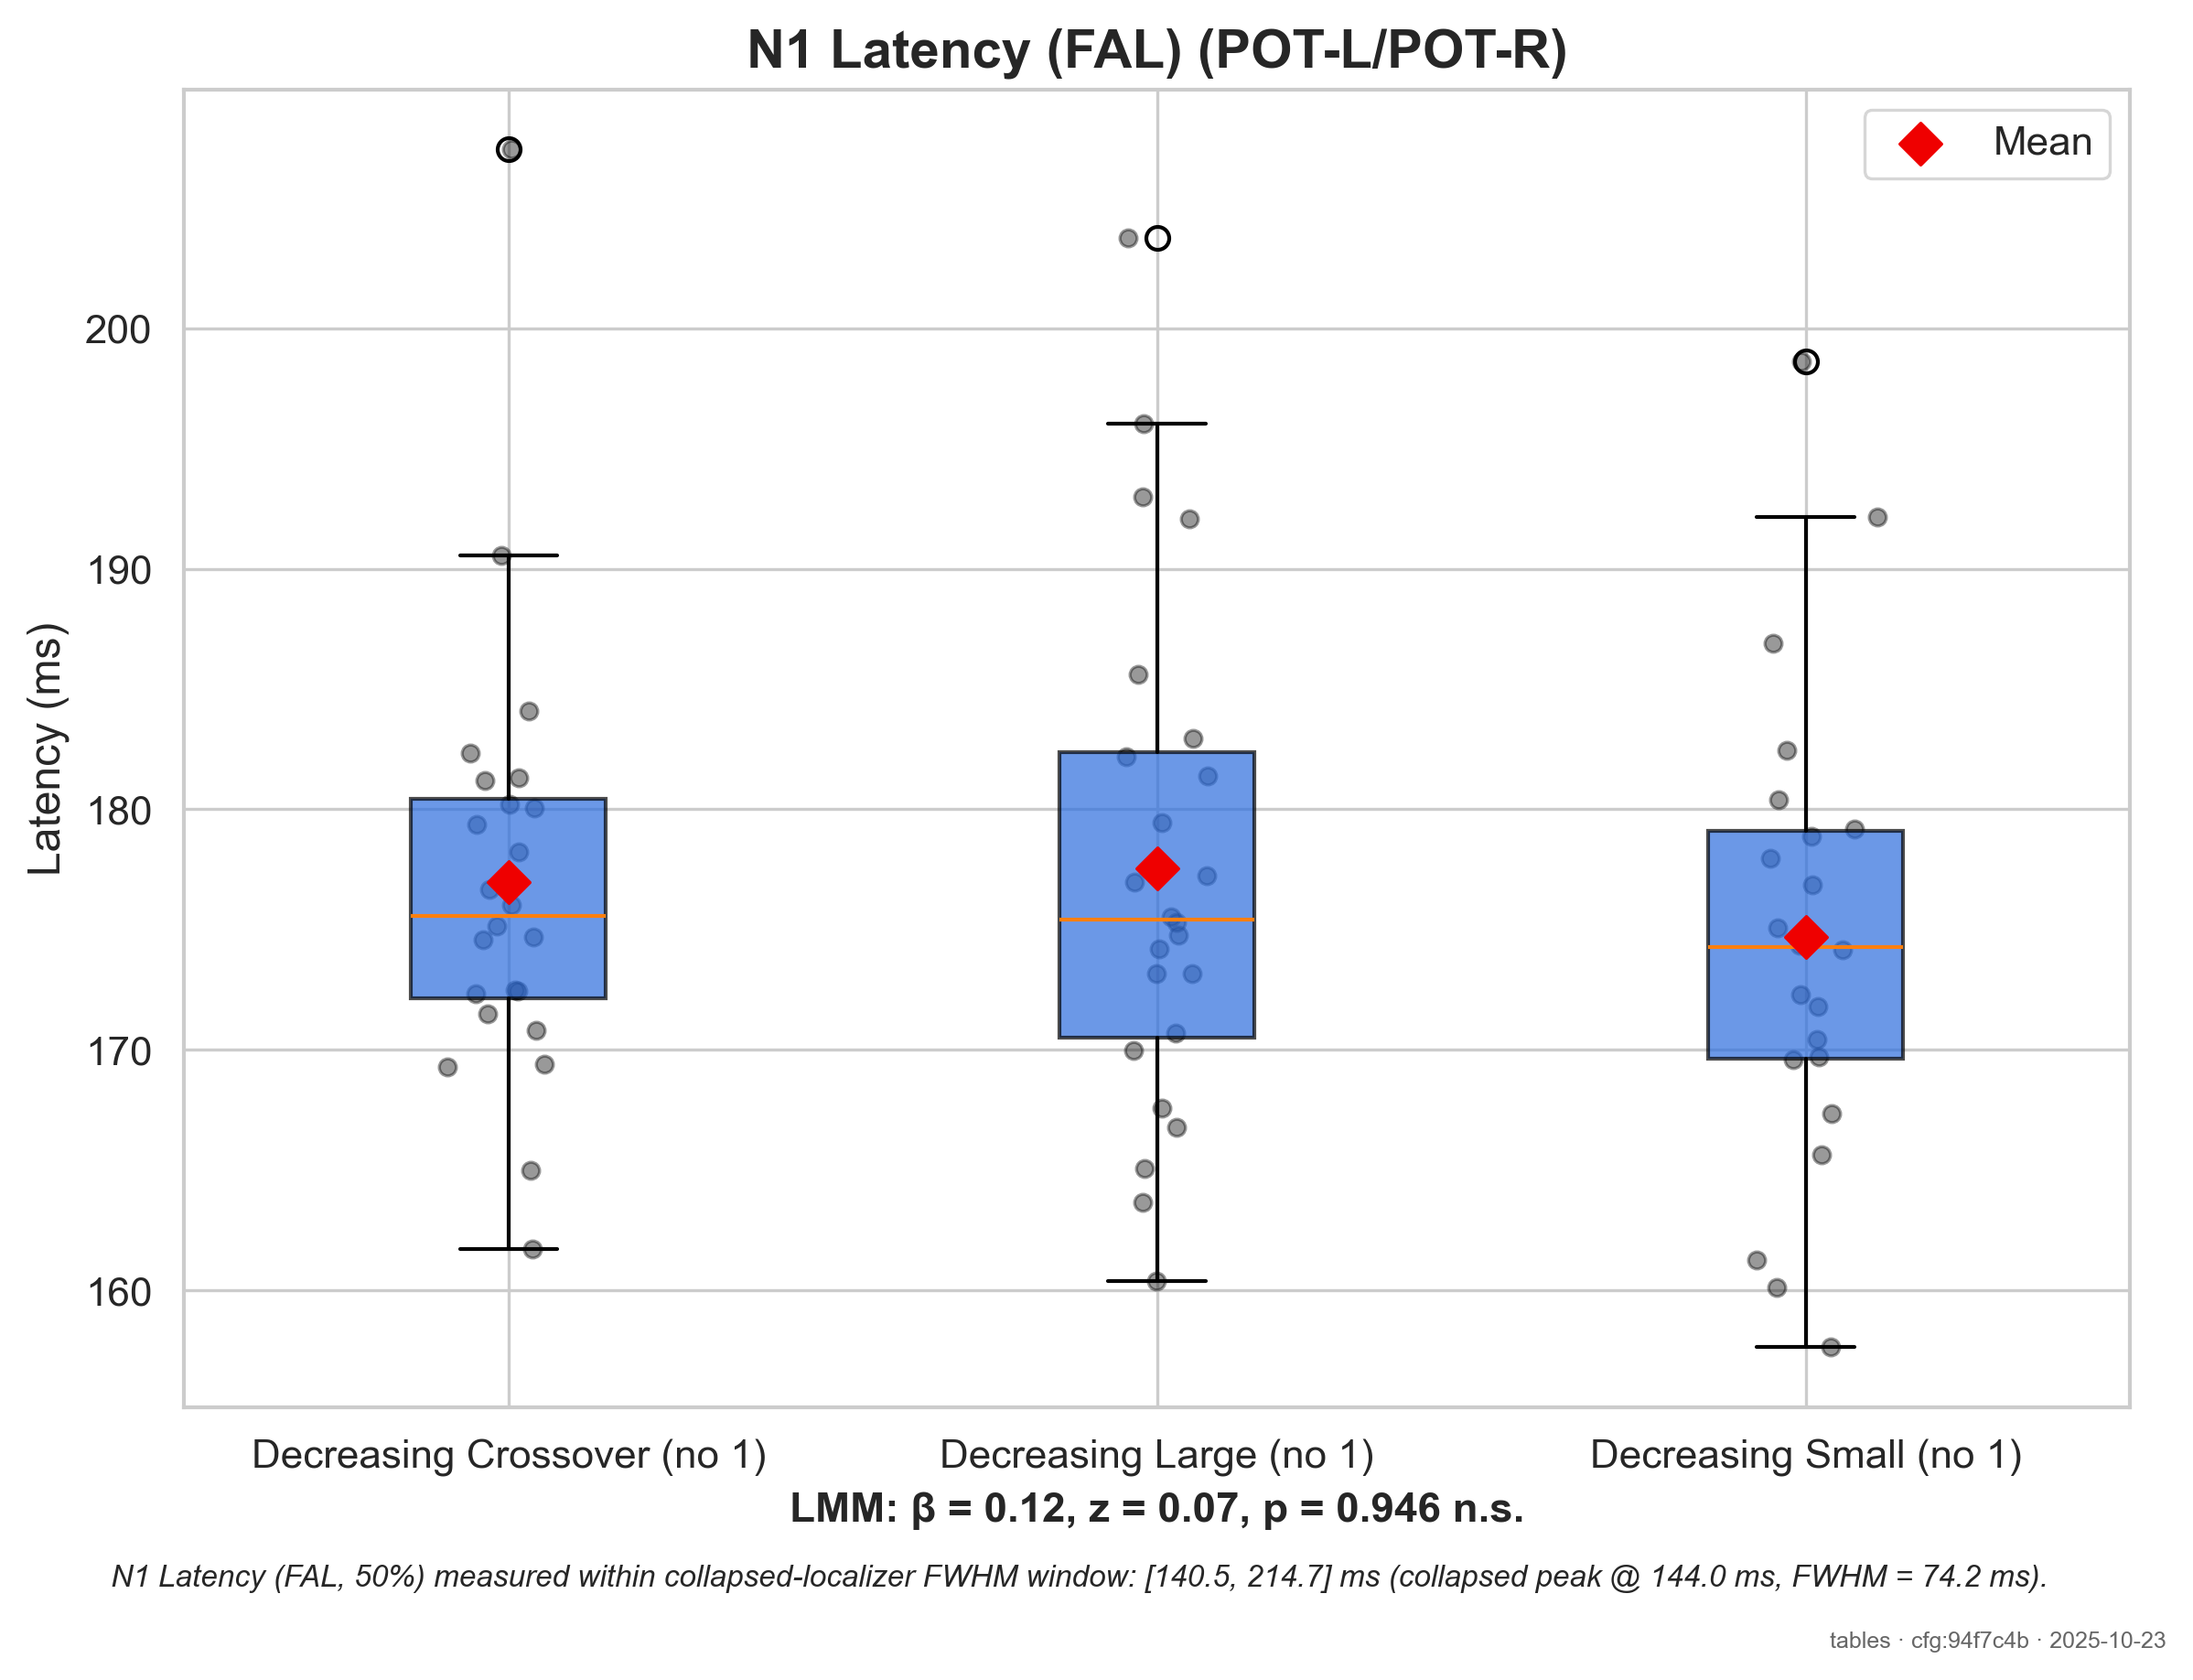 N1 Latency (FAL) (POT-L/POT-R)
Mean
Latency (ms)
200
190
180
170
160
Decreasing Crossover (no 1)
Decreasing Large (no 1)
Decreasing Small (no 1)
LMM: β = 0.12, z = 0.07, p = 0.946 n.s.
N1 Latency (FAL, 50%) measured within collapsed-localizer FWHM window: [140.5, 214.7] ms (collapsed peak @ 144.0 ms, FWHM = 74.2 ms).
tables · cfg:94f7c4b · 2025-10-23